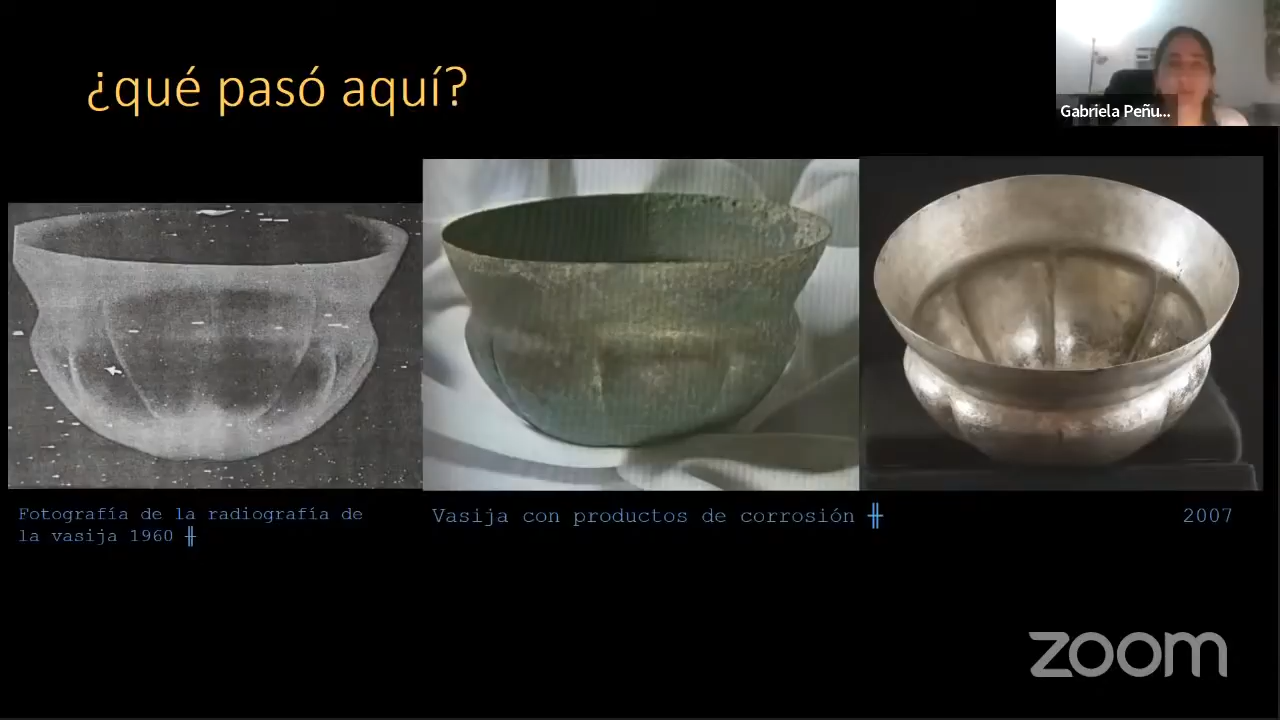 ¿qué pasó aquí?
Gabriela Peñu...
Fotografía de la radiografía de
la vasija 1960 ╫
Vasija con productos de corrosión ╫
2007
zoom